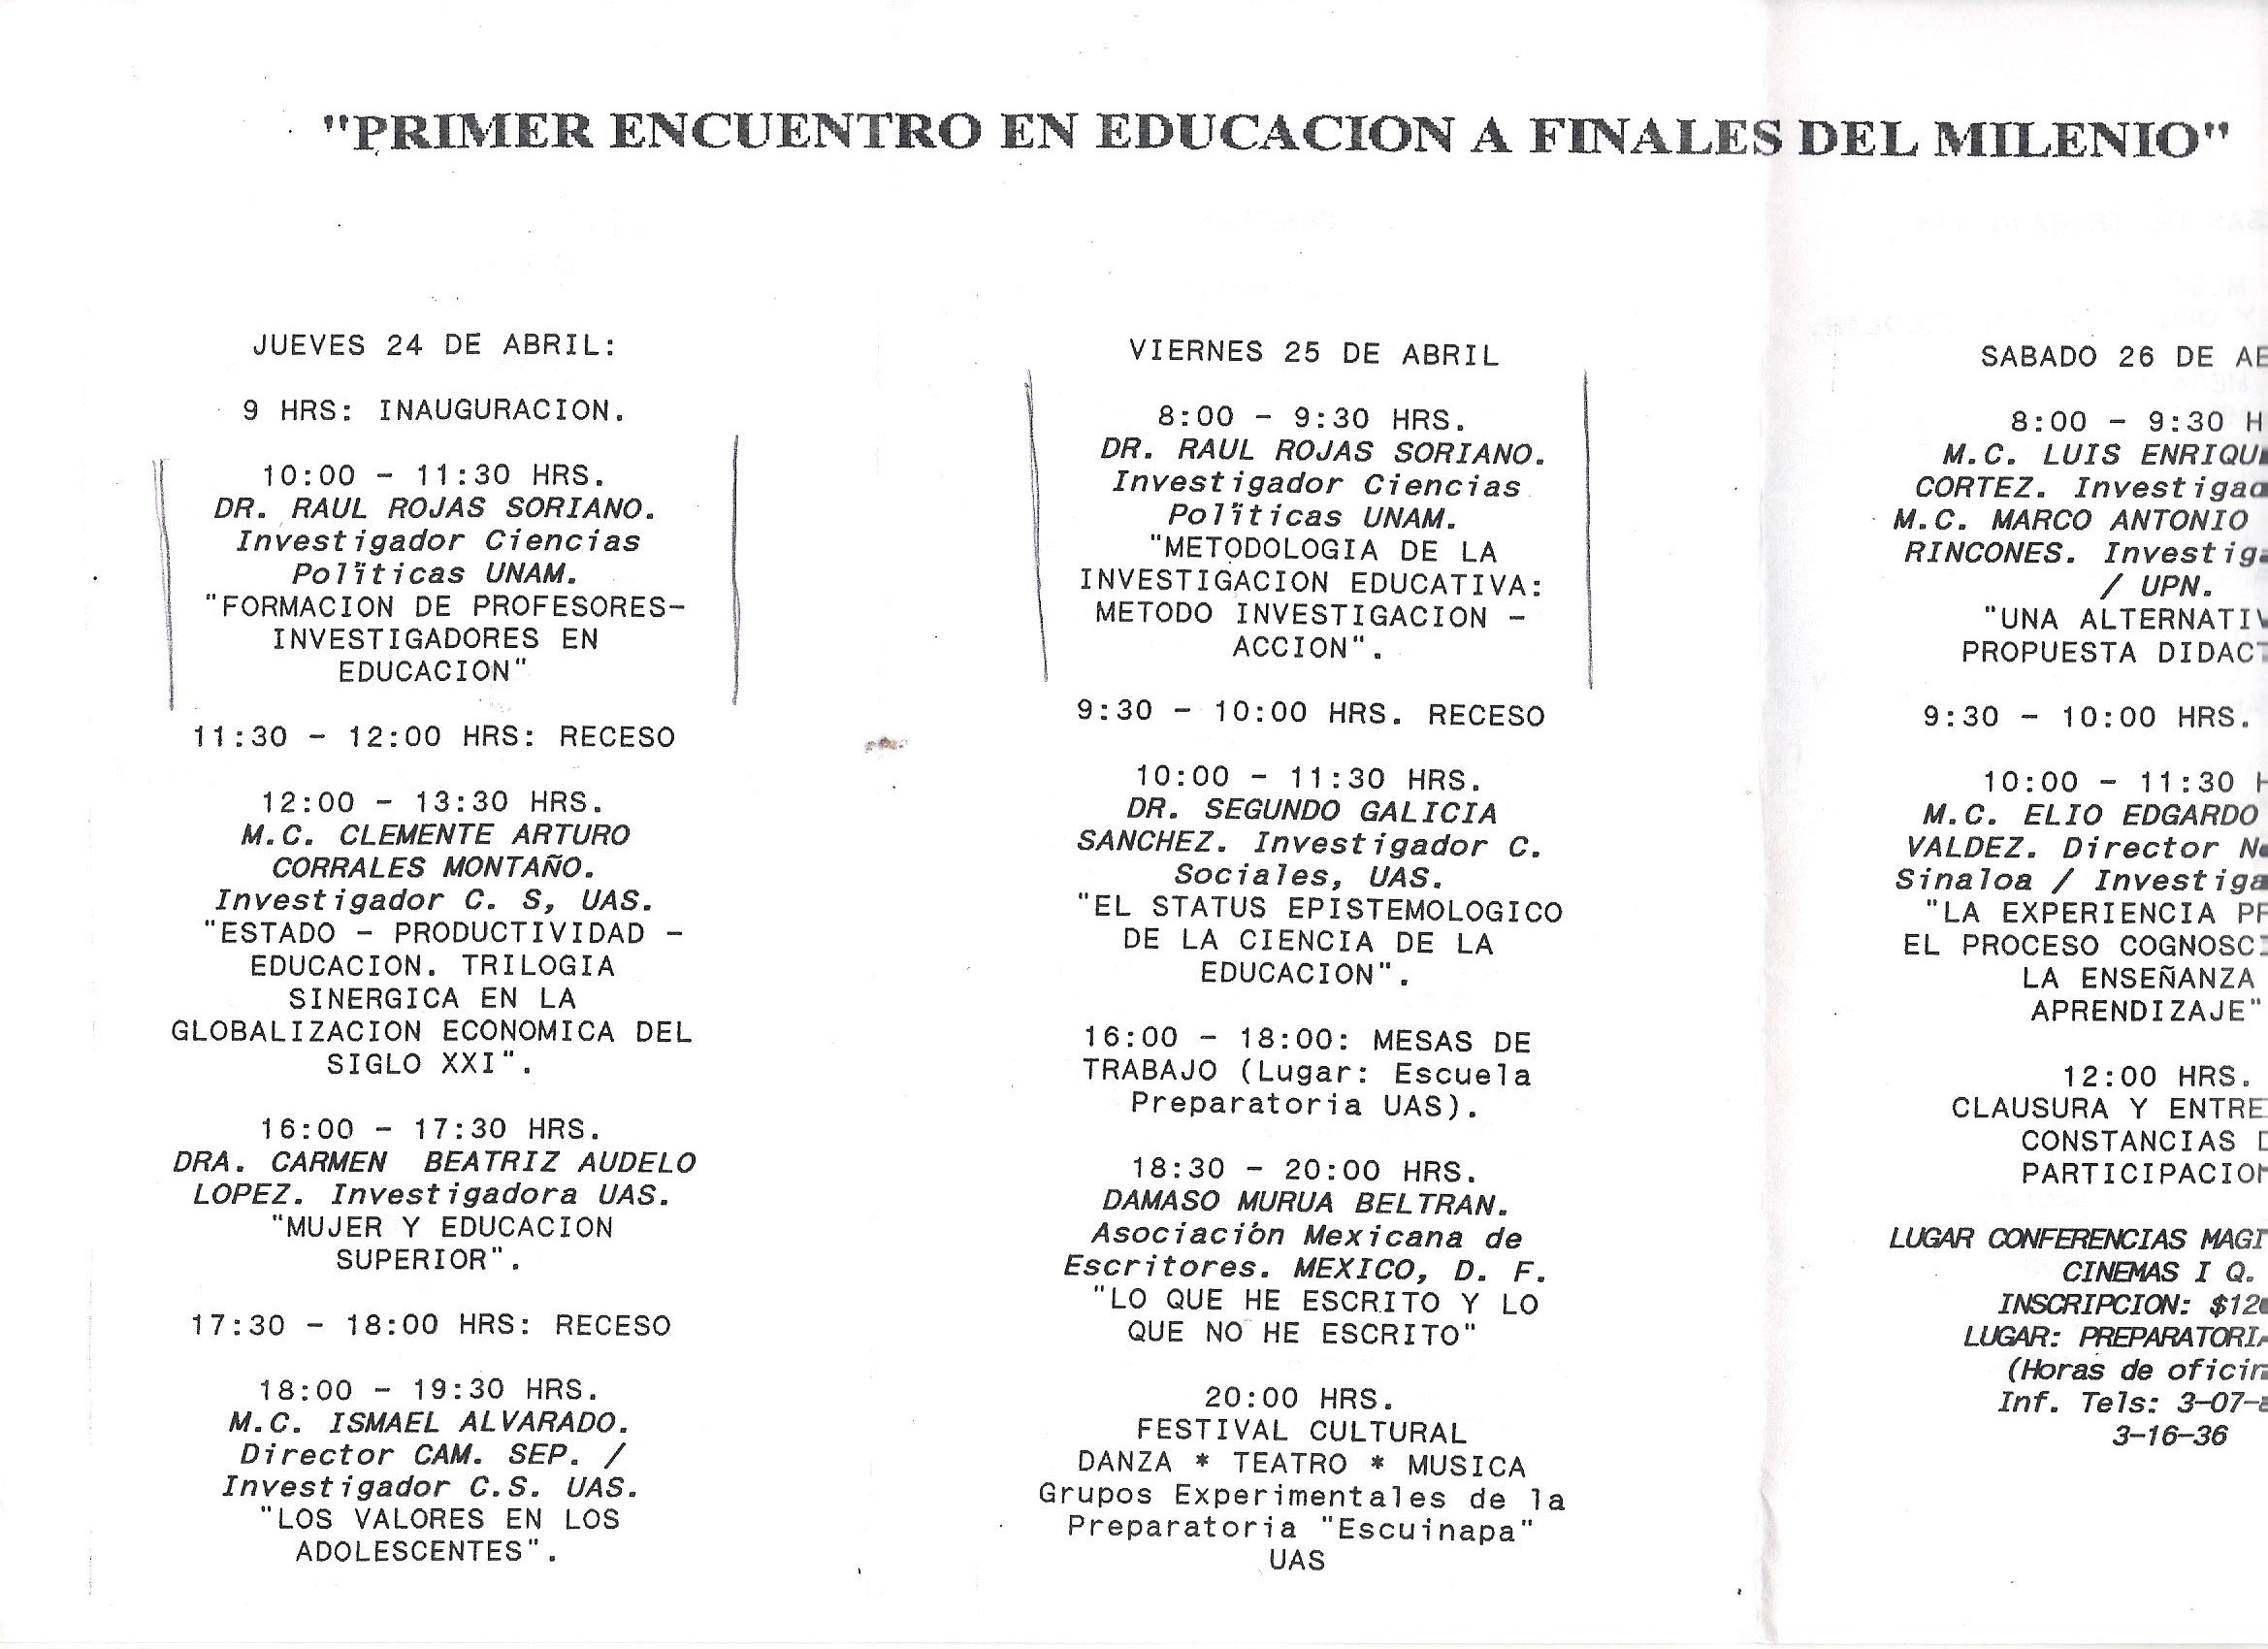 "PRIMER ENCUENTRO EN EDUCACION A FINALES DEL MILENIO"
JUEVES 24 DE ABRIL:
9 HRS: INAUGURACION.
10:00 - 11:30 HRS.
DR. RAUL ROJAS SORIANO.
Investigador Ciencias
Políticas UNAM.
"FORMACION DE PROFESORES-
INVESTIGADORES EN
EDUCACION"
11:30 - 12:00 HRS: RECESO
12:00 - 13:30 HRS.
M.C. CLEMENTE ARTURO
CORRALES MONTAÑO.
Investigador C. S, UAS.
"ESTADO - PRODUCTIVIDAD -
EDUCACION. TRILOGIA
SINERGICA EN LA
GLOBALIZACION ECONOMICA DEL
SIGLO XXI".
16:00 - 17:30 HRS.
DRA. CARMEN BEATRIZ AUDELO
LOPEZ. Investigadora UAS.
"MUJER Y EDUCACION
SUPERIOR".
17:30 - 18:00 HRS: RECESO
18:00 - 19:30 HRS.
M.C. ISMAEL ALVARADO.
Director CAM. SEP. /
Investigador C.S. UAS.
"LOS VALORES EN LOS
ADOLESCENTES".
VIERNES 25 DE ABRIL
8:00 - 9:30 HRS.
DR. RAUL ROJAS SORIANO.
Investigador Ciencias
Políticas UNAM.
"METODOLOGIA DE LA
INVESTIGACION EDUCATIVA:
METODO INVESTIGACION -
ACCION".
9:30 - 10:00 HRS. RECESO
10:00 - 11:30 HRS.
DR. SEGUNDO GALICIA
SANCHEZ. Investigador C.
Sociales, UAS.
"EL STATUS EPISTEMOLOGICO
DE LA CIENCIA DE LA
EDUCACION".
16:00 - 18:00: MESAS DE
TRABAJO (Lugar: Escuela
Preparatoria UAS).
18:30 - 20:00 HRS.
DAMASO MURUA BELTRAN.
Asociación Mexicana de
Escritores. MEXICO, D. F.
"LO QUE HE ESCRITO Y LO
QUE NO HE ESCRITO"
20:00 HRS.
FESTIVAL CULTURAL
DANZA * TEATRO * MUSICA
Grupos Experimentales de la
Preparatoria "Escuinapa"
UAS
SABADO 26 DE
8:00 - 9:30
M.C. LUIS
CORTEZ.
M.C. MARCO ANTONIO
RINCONES.
/ UPN.
"UNA
PROPUESTA
9:30 - 10:00 HRS.
10:00 - 11:30
M.C. ELIO EDGARDO
VALDEZ. Director
Sinaloa /
"LA EXPERIENCIA
EL PROCESO
LA ENSEÑANZA
APRENDIZAJE"
12:00 HRS.
CLAUSURA Y
CONSTANCIAS
LUGAR CONFERENCIAS
CINEMAS I Q.
INSCRIPCION:
LUGAR:
(Horas de
Inf. Tels:
3-16-36